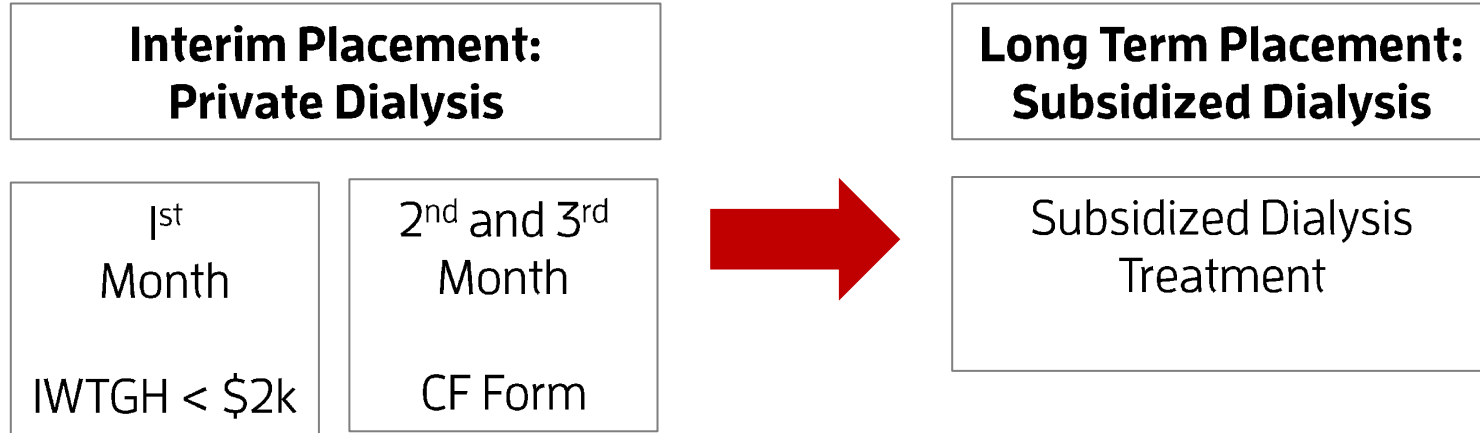 Interim Placement:
Private Dialysis
Long Term Placement:
Subsidized Dialysis
Ist
Month
IWTGH < $2k
2nd and 3rd
Month
CF Form
Subsidized Dialysis
Treatment